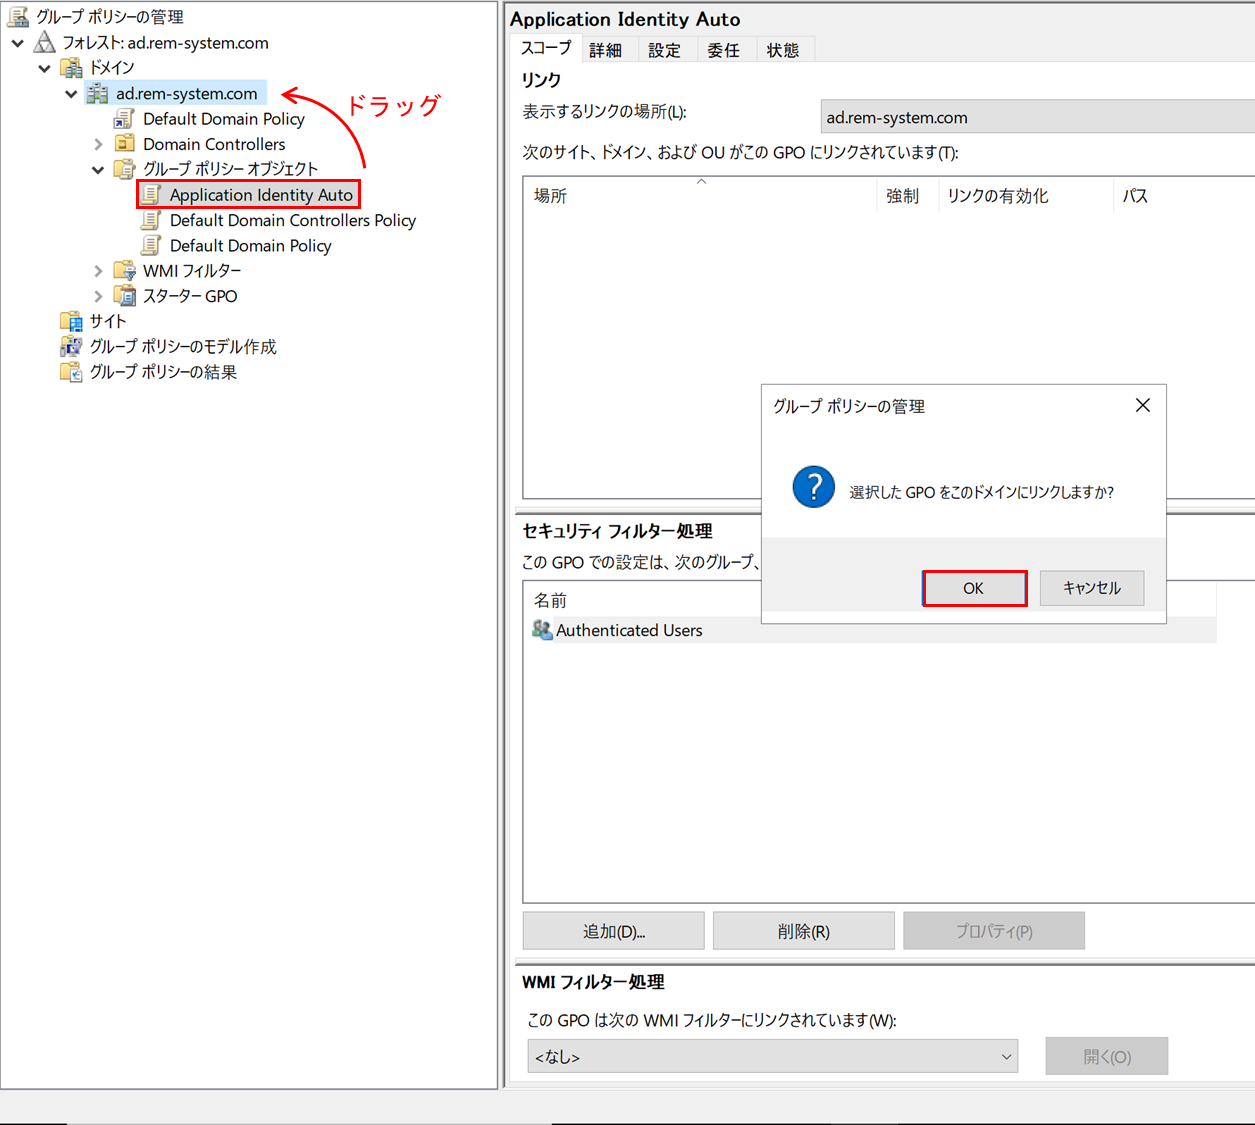 グループ ポリシーの管理
フォレスト: ad.rem-system.com
ドメイン
ad.rem-system.com
ドラッグ
Default Domain Policy
Domain Controllers
グループ ポリシー オブジェクト
Application Identity Auto
Default Domain Controllers Policy
Default Domain Policy
WMI フィルター
スターター GPO
サイト
グループ ポリシーのモデル作成
グループ ポリシーの結果
Application Identity Auto
スコープ 詳細 設定 委任 状態
リンク
表示するリンクの場所(L): ad.rem-system.com
次のサイト、ドメイン、および OU がこの GPO にリンクされています(T):
場所 強制 リンクの有効化 パス
グループ ポリシーの管理
選択した GPO をこのドメインにリンクしますか?
OK キャンセル
セキュリティ フィルター処理
この GPO での設定は、次のグループ、
名前
Authenticated Users
追加(D)... 削除(R) プロパティ(P)
WMI フィルター処理
この GPO は次の WMI フィルターにリンクされています(W):
<なし> 開く(O)